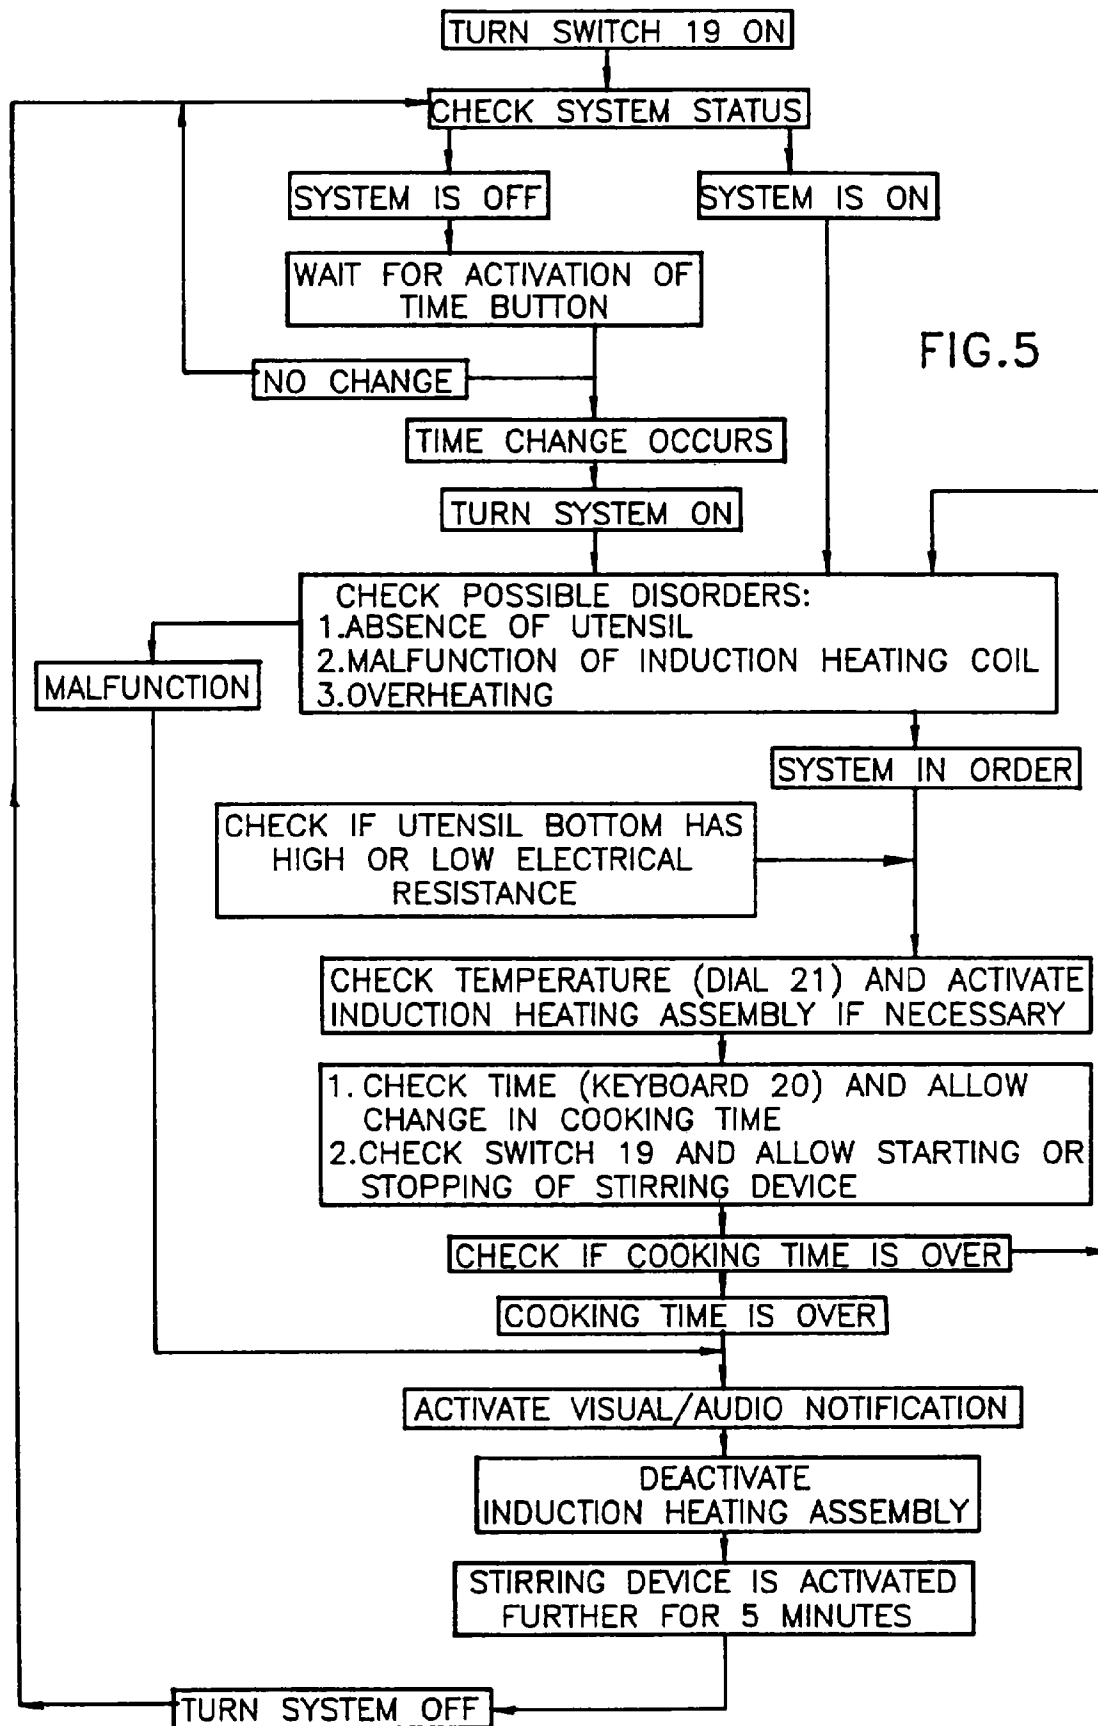 TURN SWITCH 19 ON
CHECK SYSTEM STATUS
SYSTEM IS OFF
SYSTEM IS ON
WAIT FOR ACTIVATION OF
TIME BUTTON
FIG.5
NO CHANGE
TIME CHANGE OCCURS
TURN SYSTEM ON
CHECK POSSIBLE DISORDERS:
1.ABSENCE OF UTENSIL
2.MALFUNCTION OF INDUCTION HEATING COIL
3.OVERHEATING
MALFUNCTION
SYSTEM IN ORDER
CHECK IF UTENSIL BOTTOM HAS
HIGH OR LOW ELECTRICAL
RESISTANCE
CHECK TEMPERATURE (DIAL 21) AND ACTIVATE
INDUCTION HEATING ASSEMBLY IF NECESSARY
1. CHECK TIME (KEYBOARD 20) AND ALLOW
CHANGE IN COOKING TIME
2.CHECK SWITCH 19 AND ALLOW STARTING OR
STOPPING OF STIRRING DEVICE
CHECK IF COOKING TIME IS OVER
COOKING TIME IS OVER
ACTIVATE VISUAL/AUDIO NOTIFICATION
DEACTIVATE
INDUCTION HEATING ASSEMBLY
STIRRING DEVICE IS ACTIVATED
FURTHER FOR 5 MINUTES
TURN SYSTEM OFF